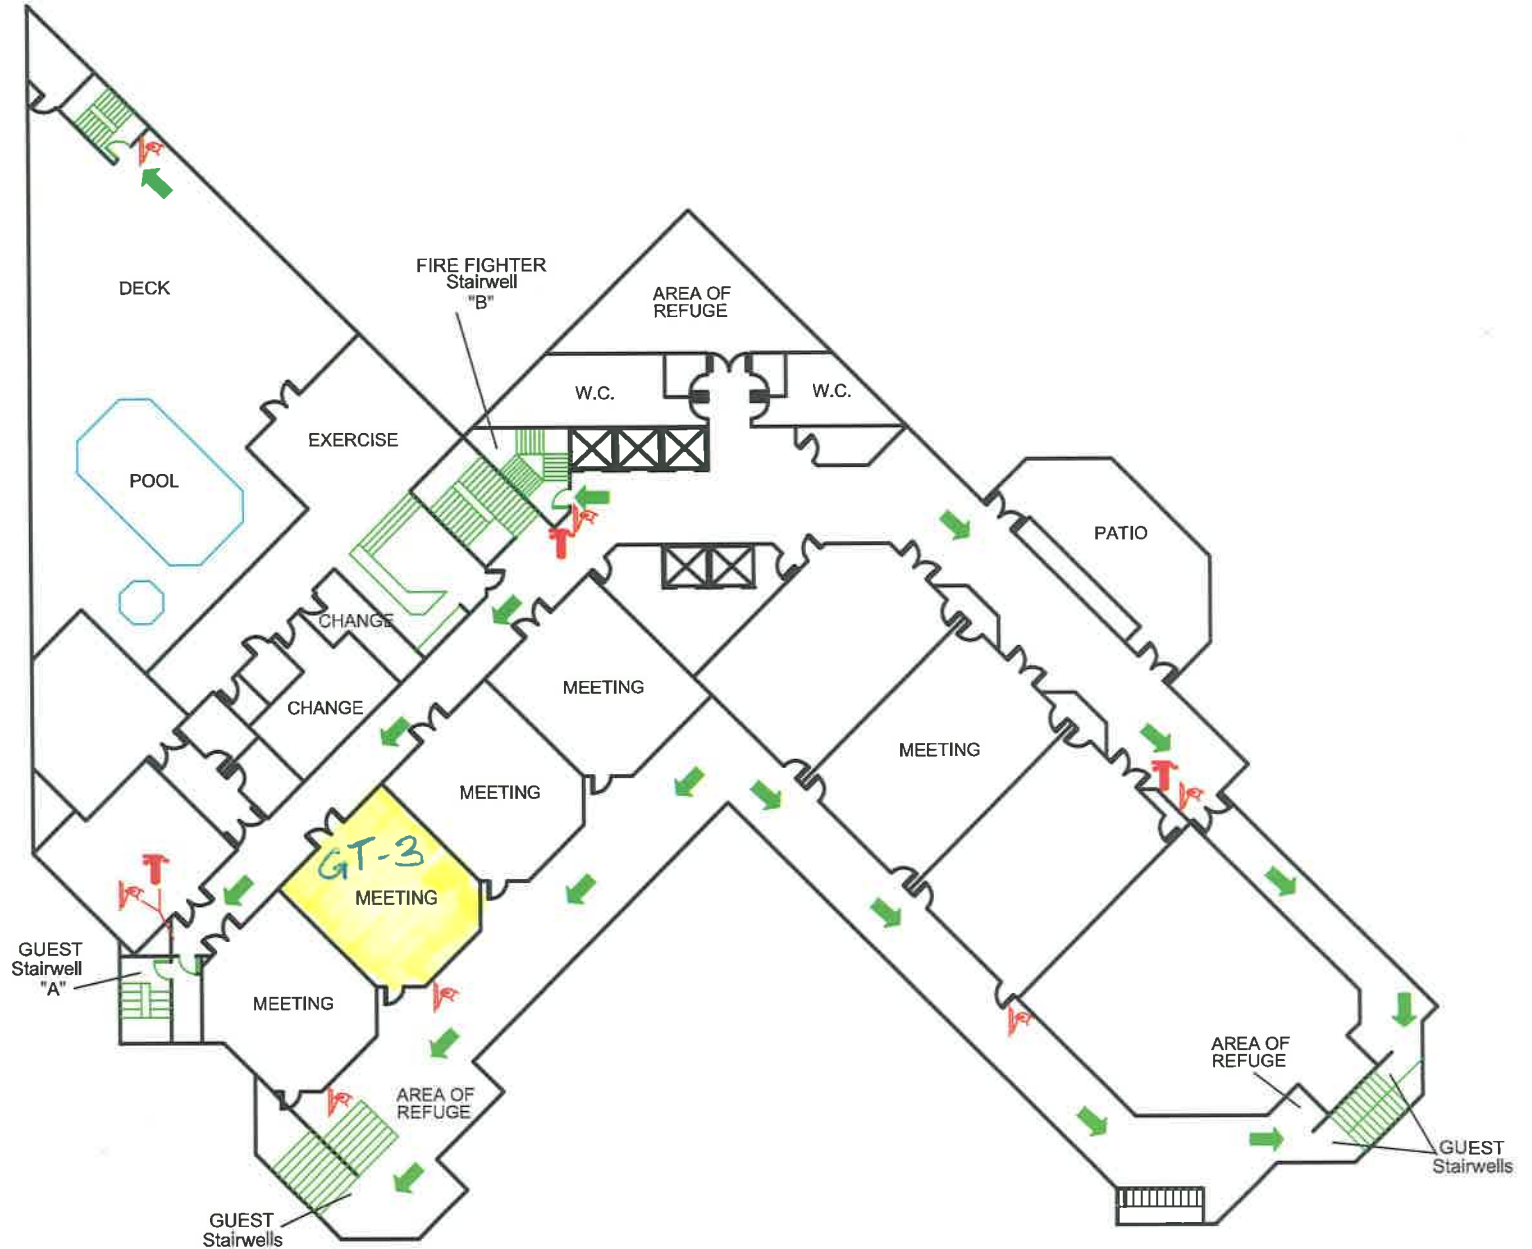 FIRE FIGHTER
Stairwell
"B"
DECK
AREA OF
REFUGE
W.C.
W.C.
EXERCISE
POOL
PATIO
CHANGE
CHANGE
MEETING
MEETING
MEETING
GT-3
MEETING
MEETING
GUEST
Stairwell
"A"
AREA OF
REFUGE
AREA OF
REFUGE
GUEST
Stairwells
GUEST
Stairwells